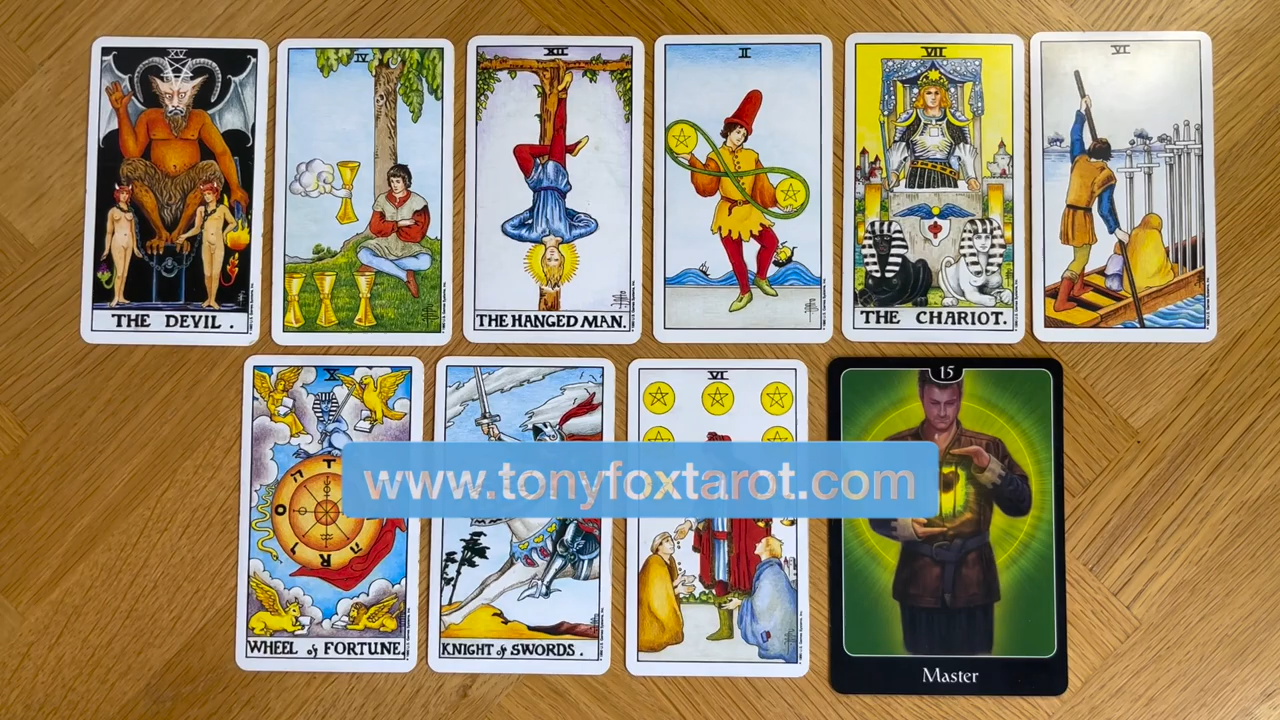 XV
THE DEVIL.
IV
XII
THE HANGED MAN.
II
VII
THE CHARIOT.
VI
X
WHEEL of FORTUNE.
KNIGHT of SWORDS.
VI
15
Master
www.tonyfoxtarot.com